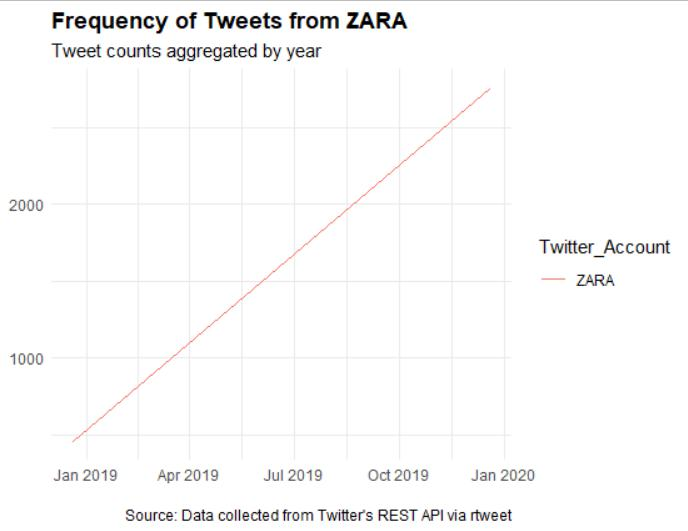 Frequency of Tweets from ZARA
Tweet counts aggregated by year
2000
1000
Twitter_Account
ZARA
Jan 2019 Apr 2019 Jul 2019 Oct 2019 Jan 2020
Source: Data collected from Twitter's REST API via rtweet